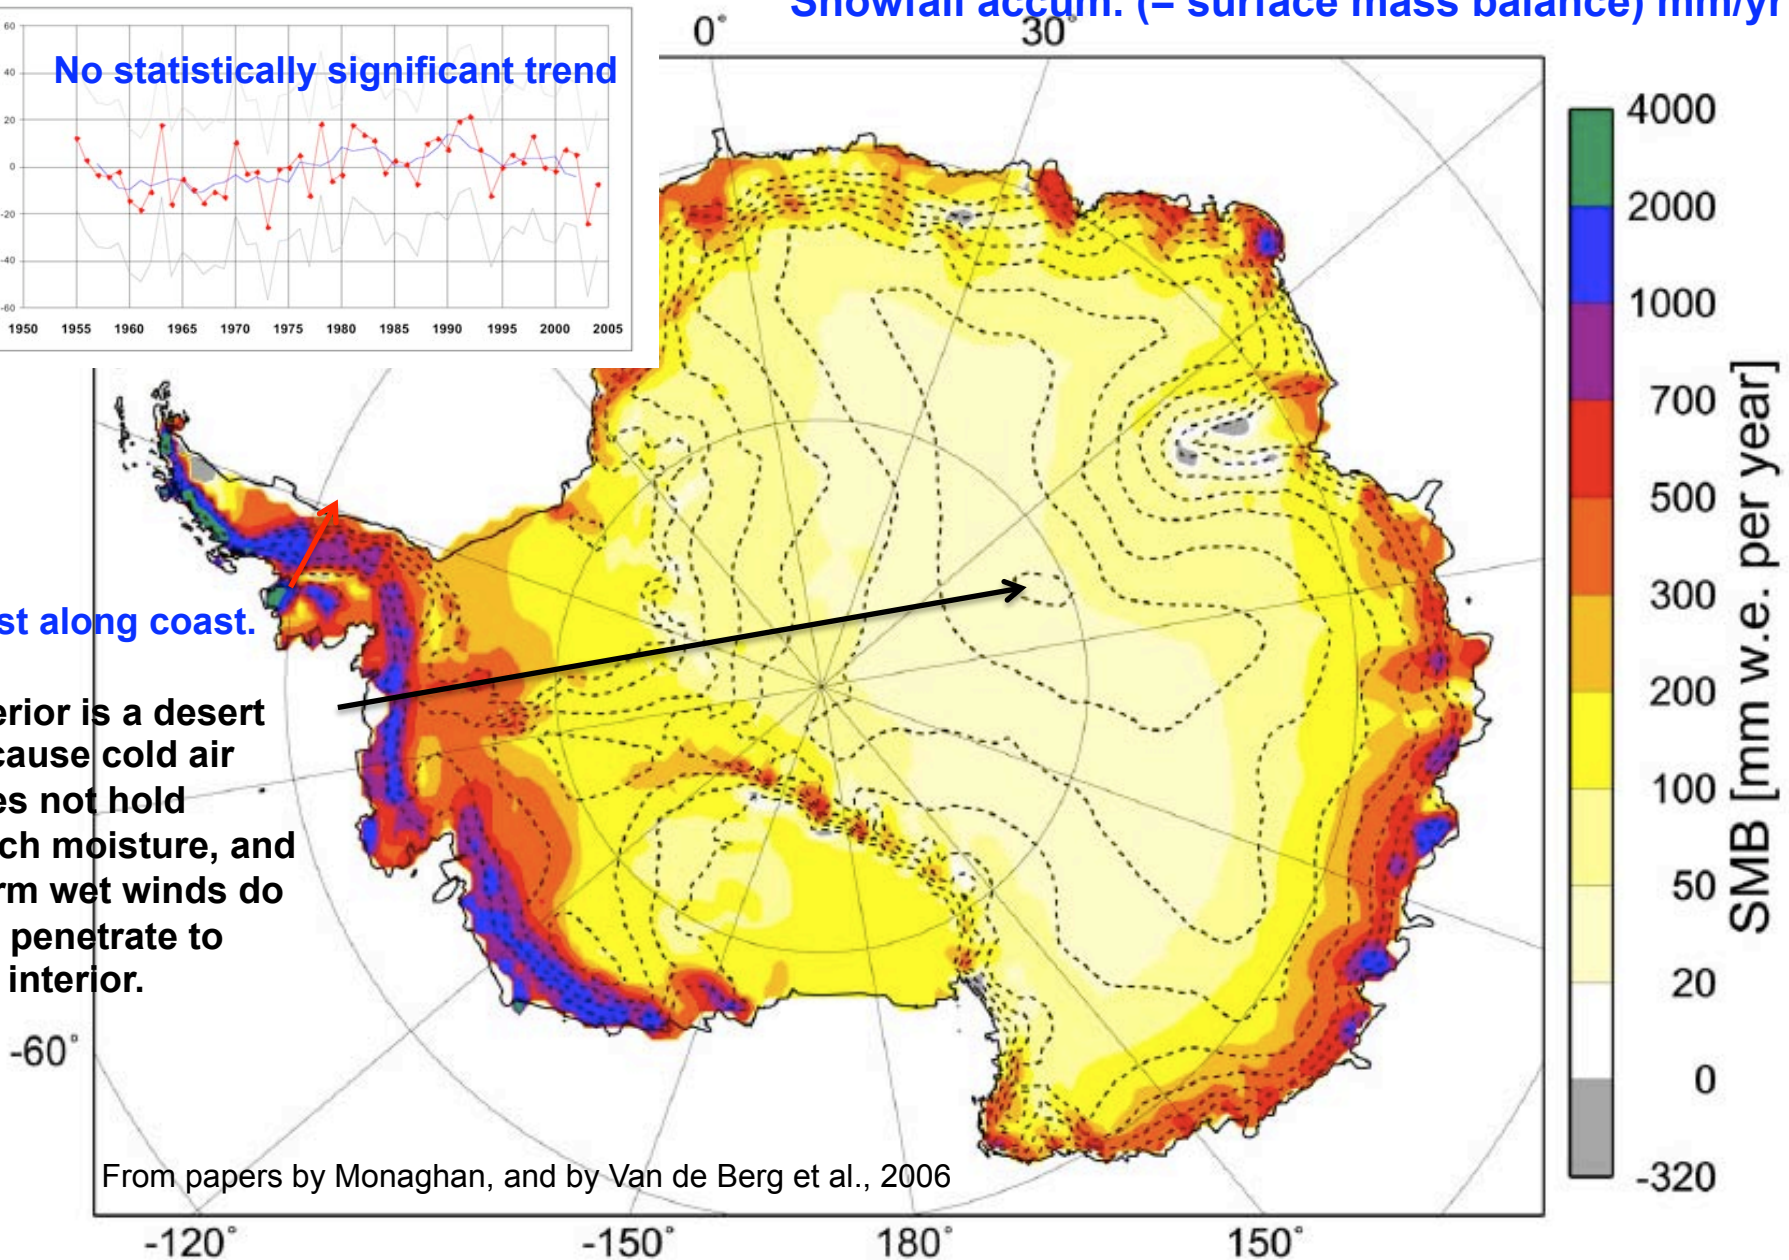 Snowfall accum. (= surface mass balance) mm/yr
No statistically significant trend
60
40
20
0
-20
-40
-60
1950 1955 1960 1965 1970 1975 1980 1985 1990 1995 2000 2005
0° 30°
4000
2000
1000
700
500
300
200
100
50
20
0
-320
SMB [mm w.e. per year]
st along coast.
erior is a desert
cause cold air
es not hold
ch moisture, and
rm wet winds do
penetrate to
interior.
-60°
From papers by Monaghan, and by Van de Berg et al., 2006
-120° -150° 180° 150°